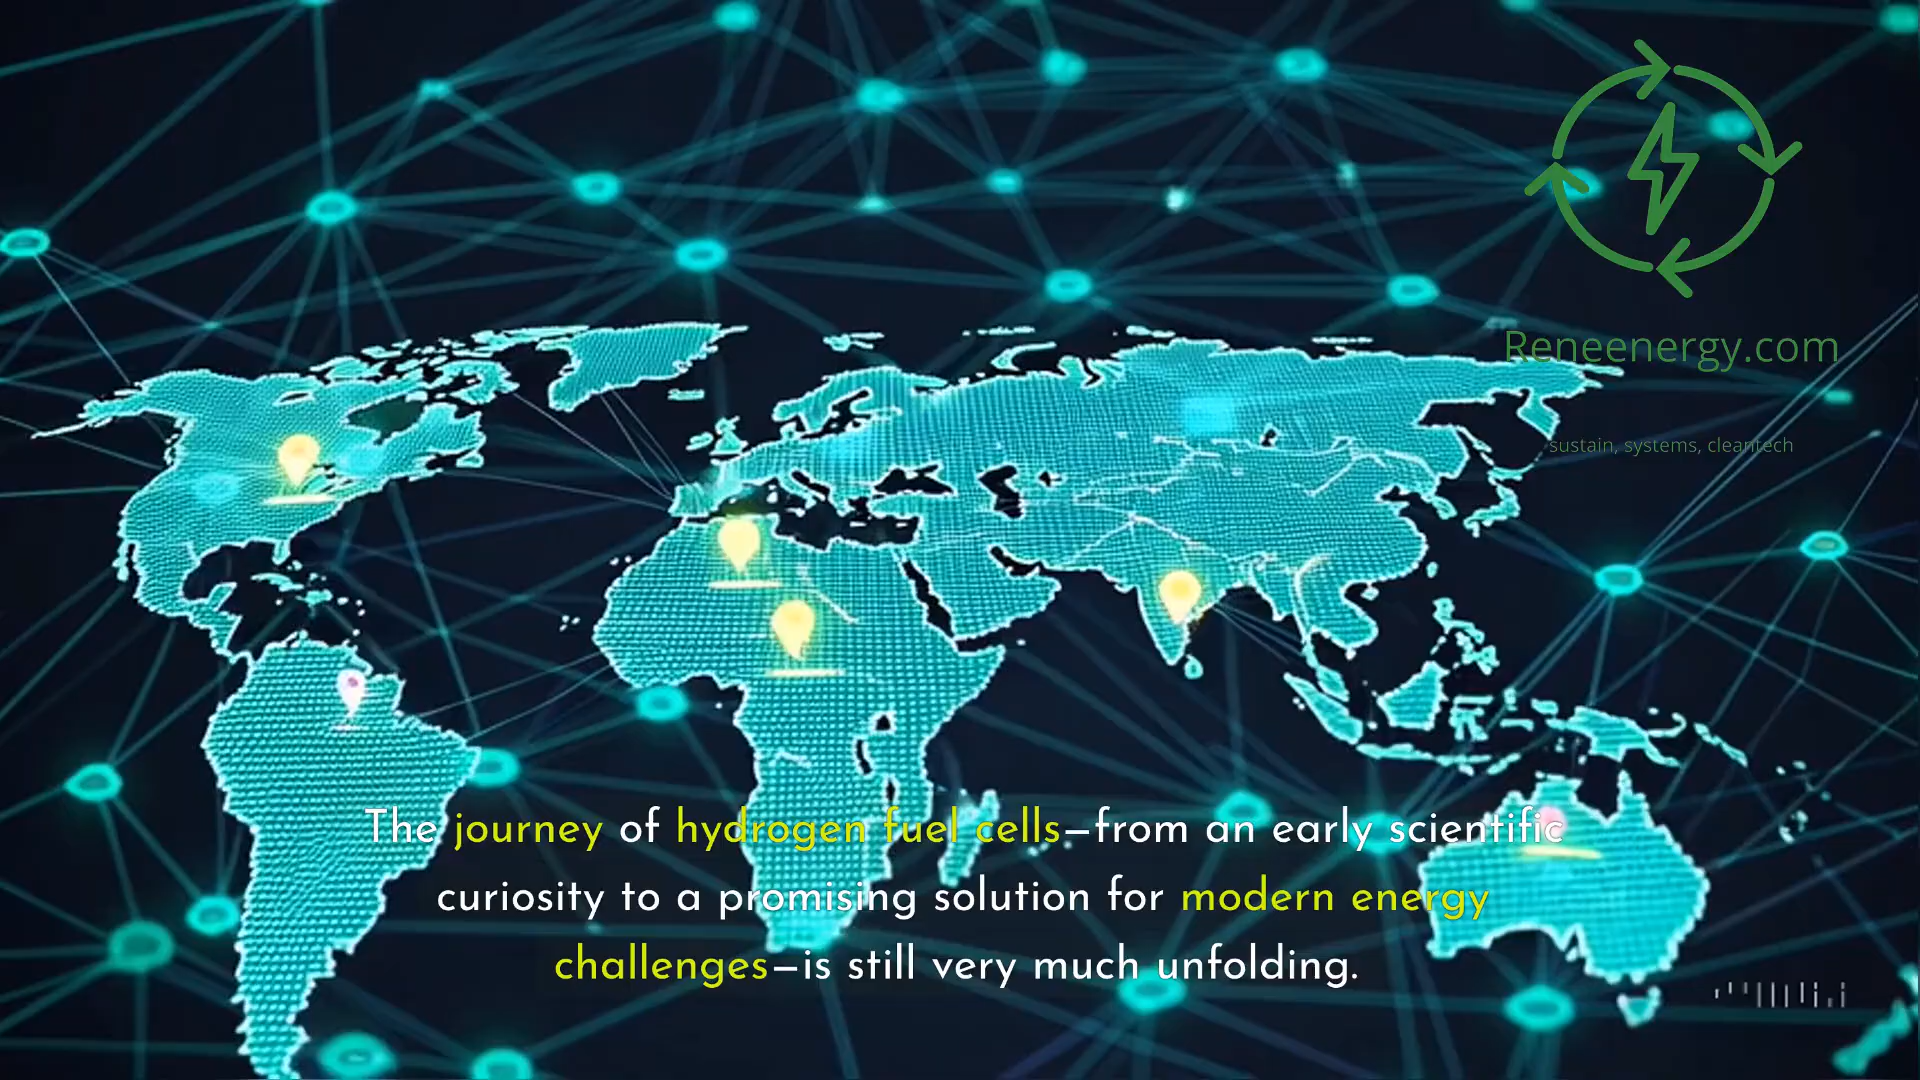 Reneenergy.com
sustain, systems, cleantech
The journey of hydrogen fuel cells—from an early scientific
curiosity to a promising solution for modern energy
challenges—is still very much unfolding.